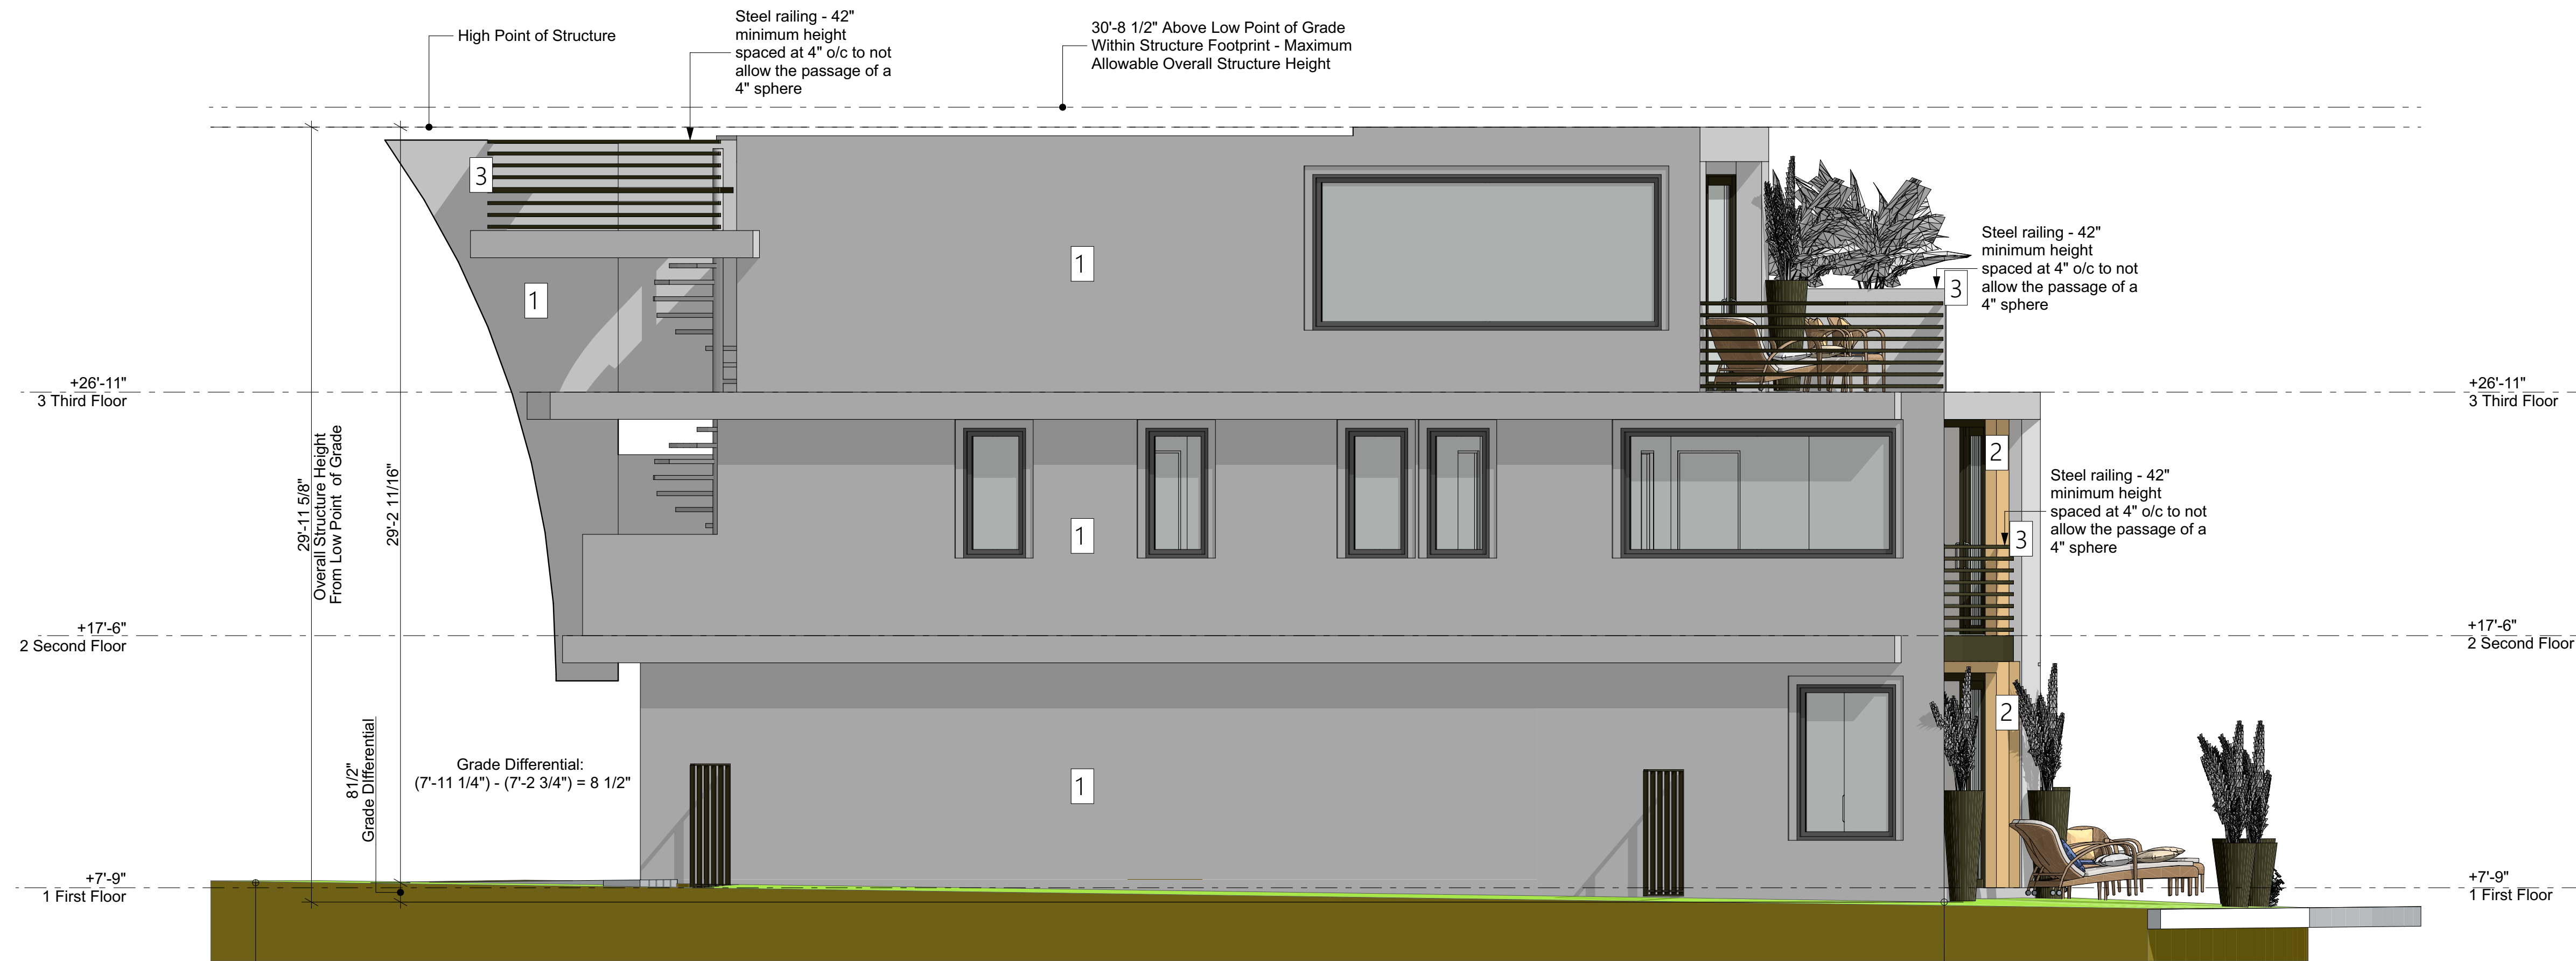 High Point of Structure
Steel railing - 42"
minimum height
spaced at 4" o/c to not
allow the passage of a
4" sphere
30'-8 1/2" Above Low Point of Grade
Within Structure Footprint - Maximum
Allowable Overall Structure Height
3
1
1
Steel railing - 42"
minimum height
spaced at 4" o/c to not
allow the passage of a
4" sphere
3
+26'-11"
3 Third Floor
+26'-11"
3 Third Floor
29'-11 5/8"
Overall Structure Height
From Low Point of Grade
29'-2 11/16"
1
2
Steel railing - 42"
minimum height
spaced at 4" o/c to not
allow the passage of a
4" sphere
3
+17'-6"
2 Second Floor
+17'-6"
2 Second Floor
2
81/2"
Grade DIfferential
Grade Differential:
(7'-11 1/4") - (7'-2 3/4") = 8 1/2"
1
+7'-9"
1 First Floor
+7'-9"
1 First Floor